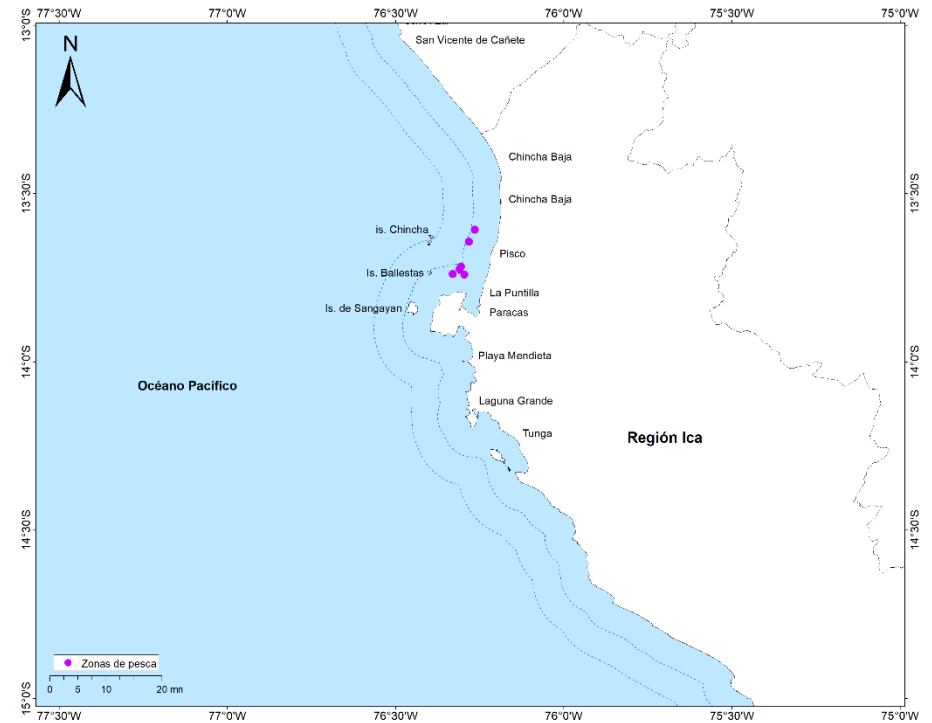 77°30'W 77°0'W 76°30'W 76°0'W 75°30'W 75°0'W
13°0'S 13°0'S
N
San Vicente de Cañete
Chincha Baja
13°30'S 13°30'S
Chincha Baja
is. Chincha
Pisco
Is. Ballestas
La Puntilla
Is. de Sangayan
Paracas
Playa Mendieta
14°0'S 14°0'S
Océano Pacifico
Laguna Grande
Tunga
Región Ica
14°30'S 14°30'S
Zonas de pesca
0 5 10 20 mn
15°0'S 15°0'S
77°30'W 77°0'W 76°30'W 76°0'W 75°30'W 75°0'W